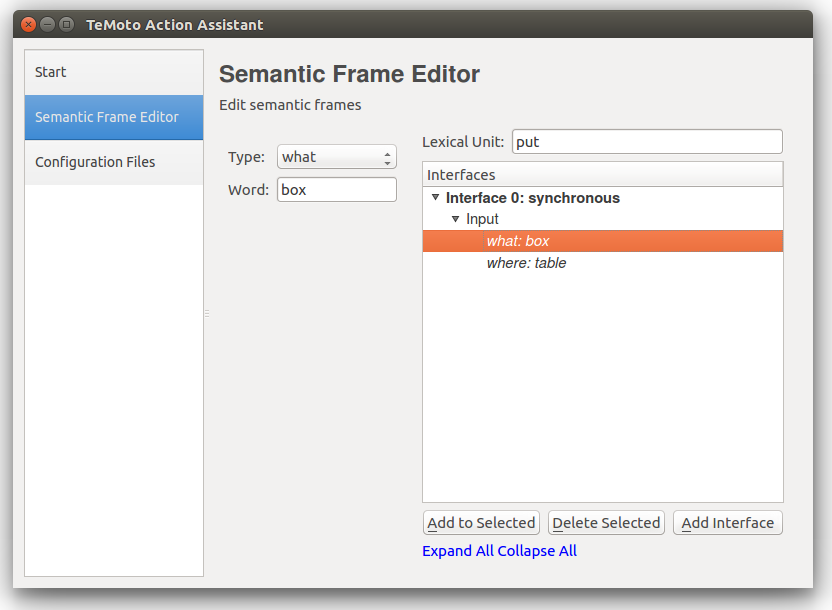 TeMoto Action Assistant
Start
Semantic Frame Editor
Configuration Files
Semantic Frame Editor
Edit semantic frames
Type: what
Word: box
Lexical Unit: put
Interfaces
Interface 0: synchronous
Input
what: box
where: table
Add to Selected Delete Selected Add Interface
Expand All Collapse All